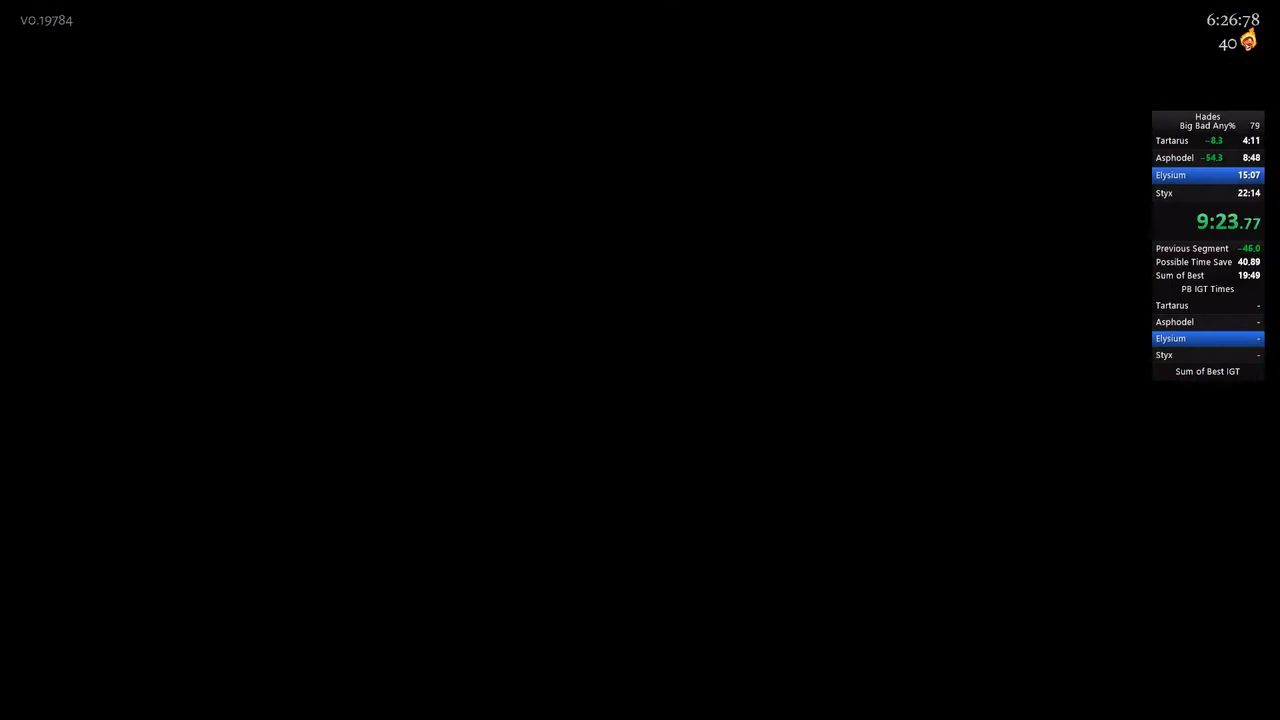 V0.19784
6:26:78
40
Hades
Big Bad Any% 79
Tartarus -8.3 4:11
Asphodel -54.3 8:48
Elysium 15:07
Styx 22:14
9:23.77
Previous Segment -46.0
Possible Time Save 40.89
Sum of Best 19:49
PB IGT Times
Tartarus -
Asphodel -
Elysium -
Styx -
Sum of Best IGT